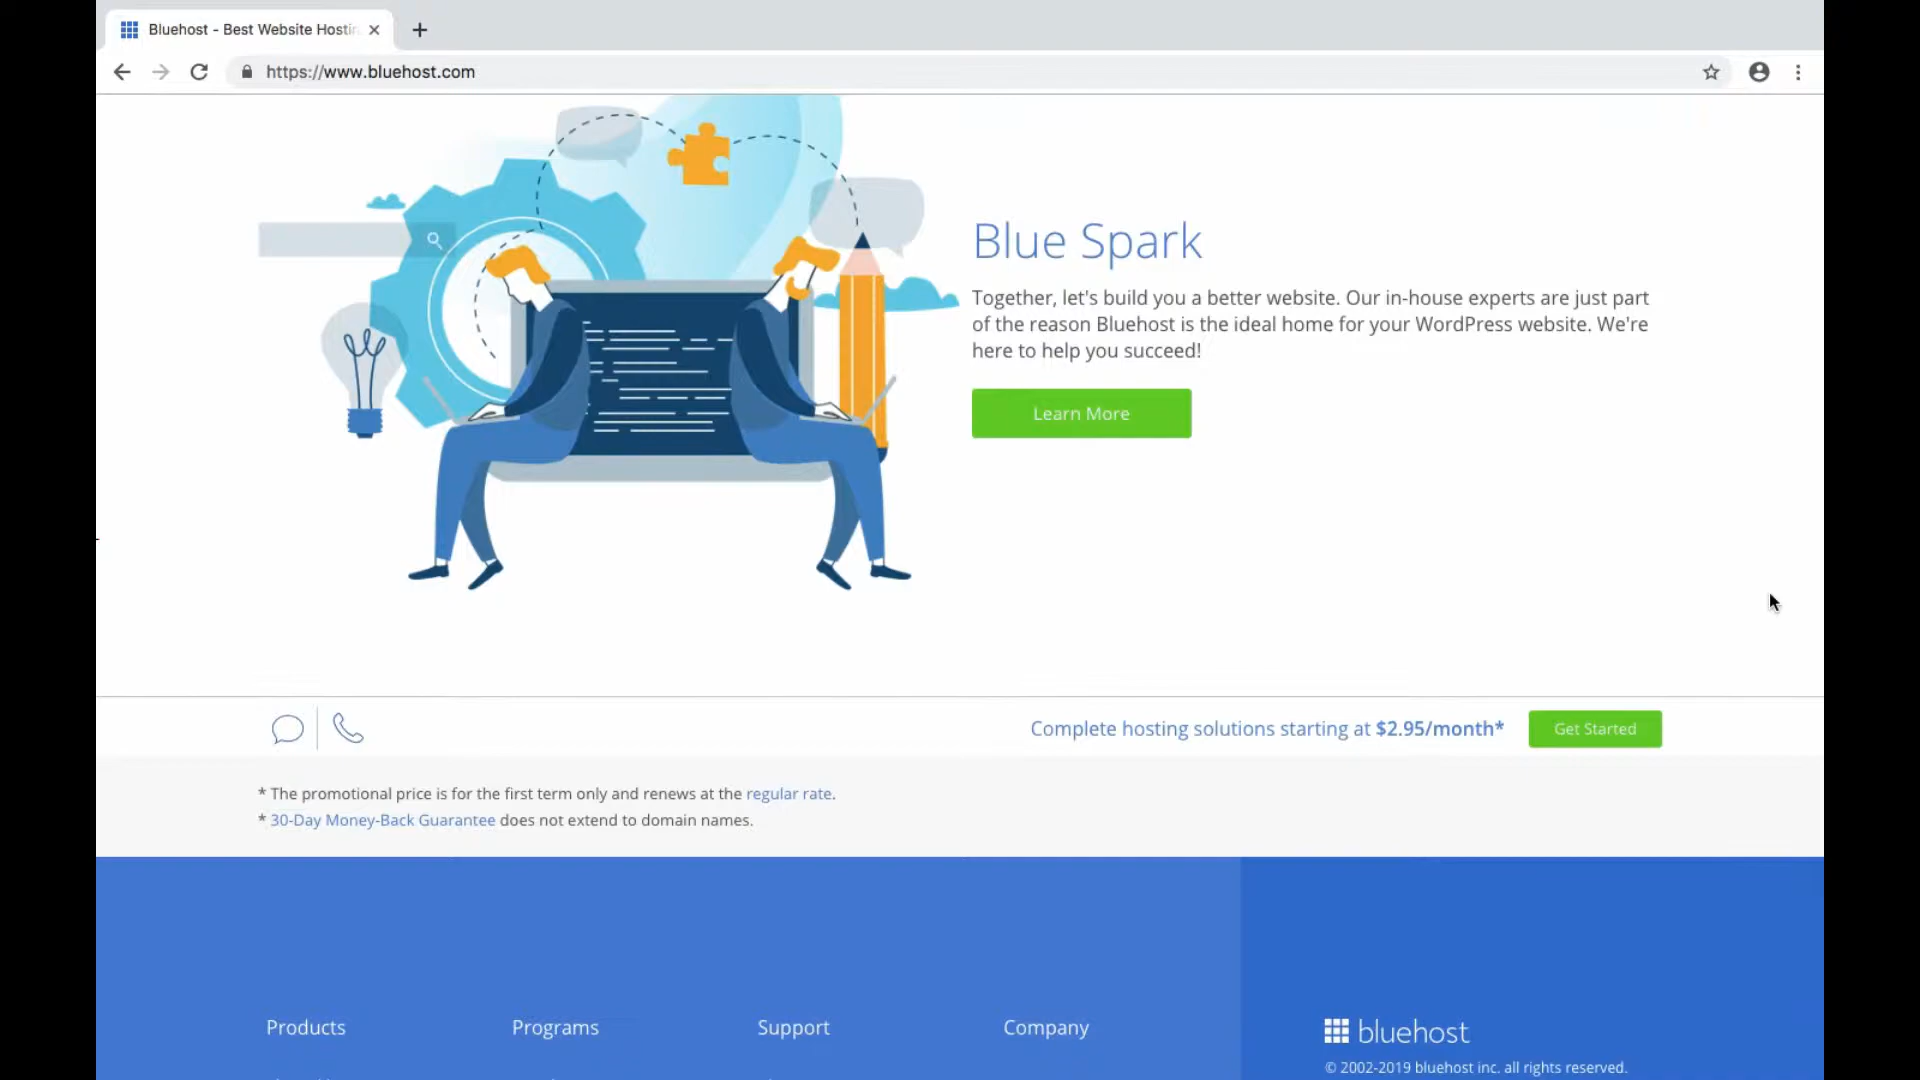 Bluehost - Best Website Hostin
https://www.bluehost.com
Blue Spark
Together, let's build you a better website. Our in-house experts are just part
of the reason Bluehost is the ideal home for your WordPress website. We're
here to help you succeed!
Learn More
Complete hosting solutions starting at $2.95/month*
Get Started
* The promotional price is for the first term only and renews at the regular rate.
* 30-Day Money-Back Guarantee does not extend to domain names.
Products
Programs
Support
Company
bluehost
© 2002-2019 bluehost inc. all rights reserved.